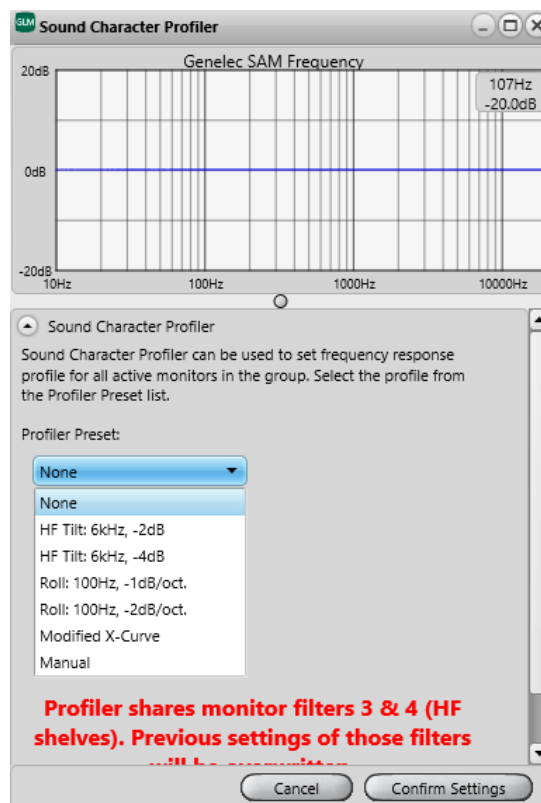 GLM Sound Character Profiler
Genelec SAM Frequency
20dB
107Hz
-20.0dB
0dB
-20dB
10Hz 100Hz 1000Hz 10000Hz
Sound Character Profiler
Sound Character Profiler can be used to set frequency response
profile for all active monitors in the group. Select the profile from
the Profiler Preset list.
Profiler Preset:
None
None
HF Tilt: 6kHz, -2dB
HF Tilt: 6kHz, -4dB
Roll: 100Hz, -1dB/oct.
Roll: 100Hz, -2dB/oct.
Modified X-Curve
Manual
Profiler shares monitor filters 3 & 4 (HF
shelves). Previous settings of those filters
will be overwritten
Cancel Confirm Settings